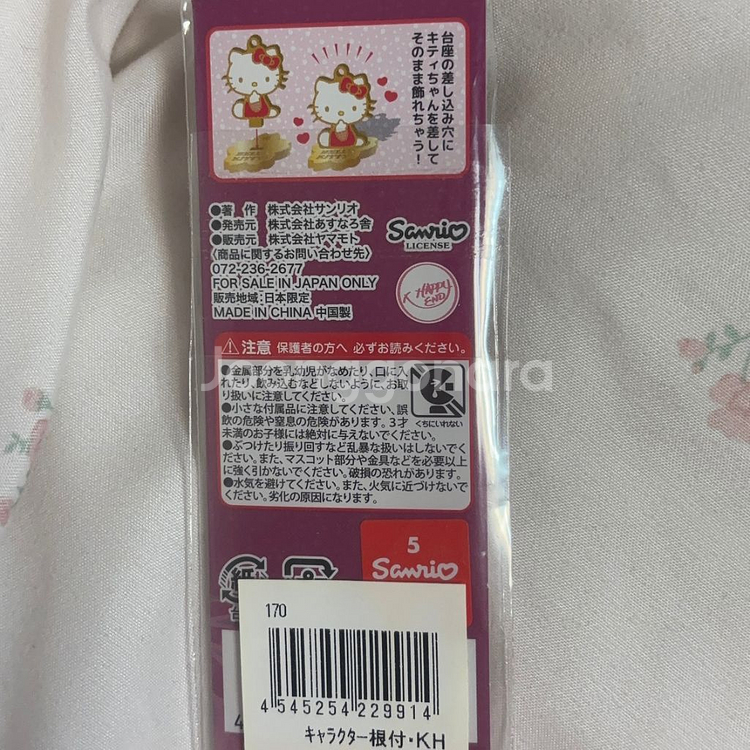 台座の差し込み穴に
キティちゃんを差して
そのまま飾れちゃう！
●著　作　株式会社サンリオ
●発売元　株式会社あすなろ舎
●販売元　株式会社ヤマモト
〈商品に関するお問い合わせ先〉
072-236-2677
FOR SALE IN JAPAN ONLY
販売地域：日本限定
MADE IN CHINA 中国製
Sanrio
LICENSE
HAPPY
END
⚠注意 保護者の方へ 必ずお読みください。
●金属部分を乳幼児がなめたり、口に入
れたり、飲み込むなどしないように、お取
り扱いに注意してください。
●小さな付属品に注意してください、誤
飲の危険や窒息の危険があります。3才
未満のお子様には絶対に与えないでください。
●ぶつけたり振り回すなど乱暴な扱いはしないでく
ださい。また、マスコット部分や金具などを必要以上
に強く引かないでください。破損の恐れがあります。
●水気を避けてください。また、火気に近づけないで
ください。劣化の原因になります。
くちにいれない
紙
5
Sanrio
170
4 545254 229914
キャラクター根付・KH